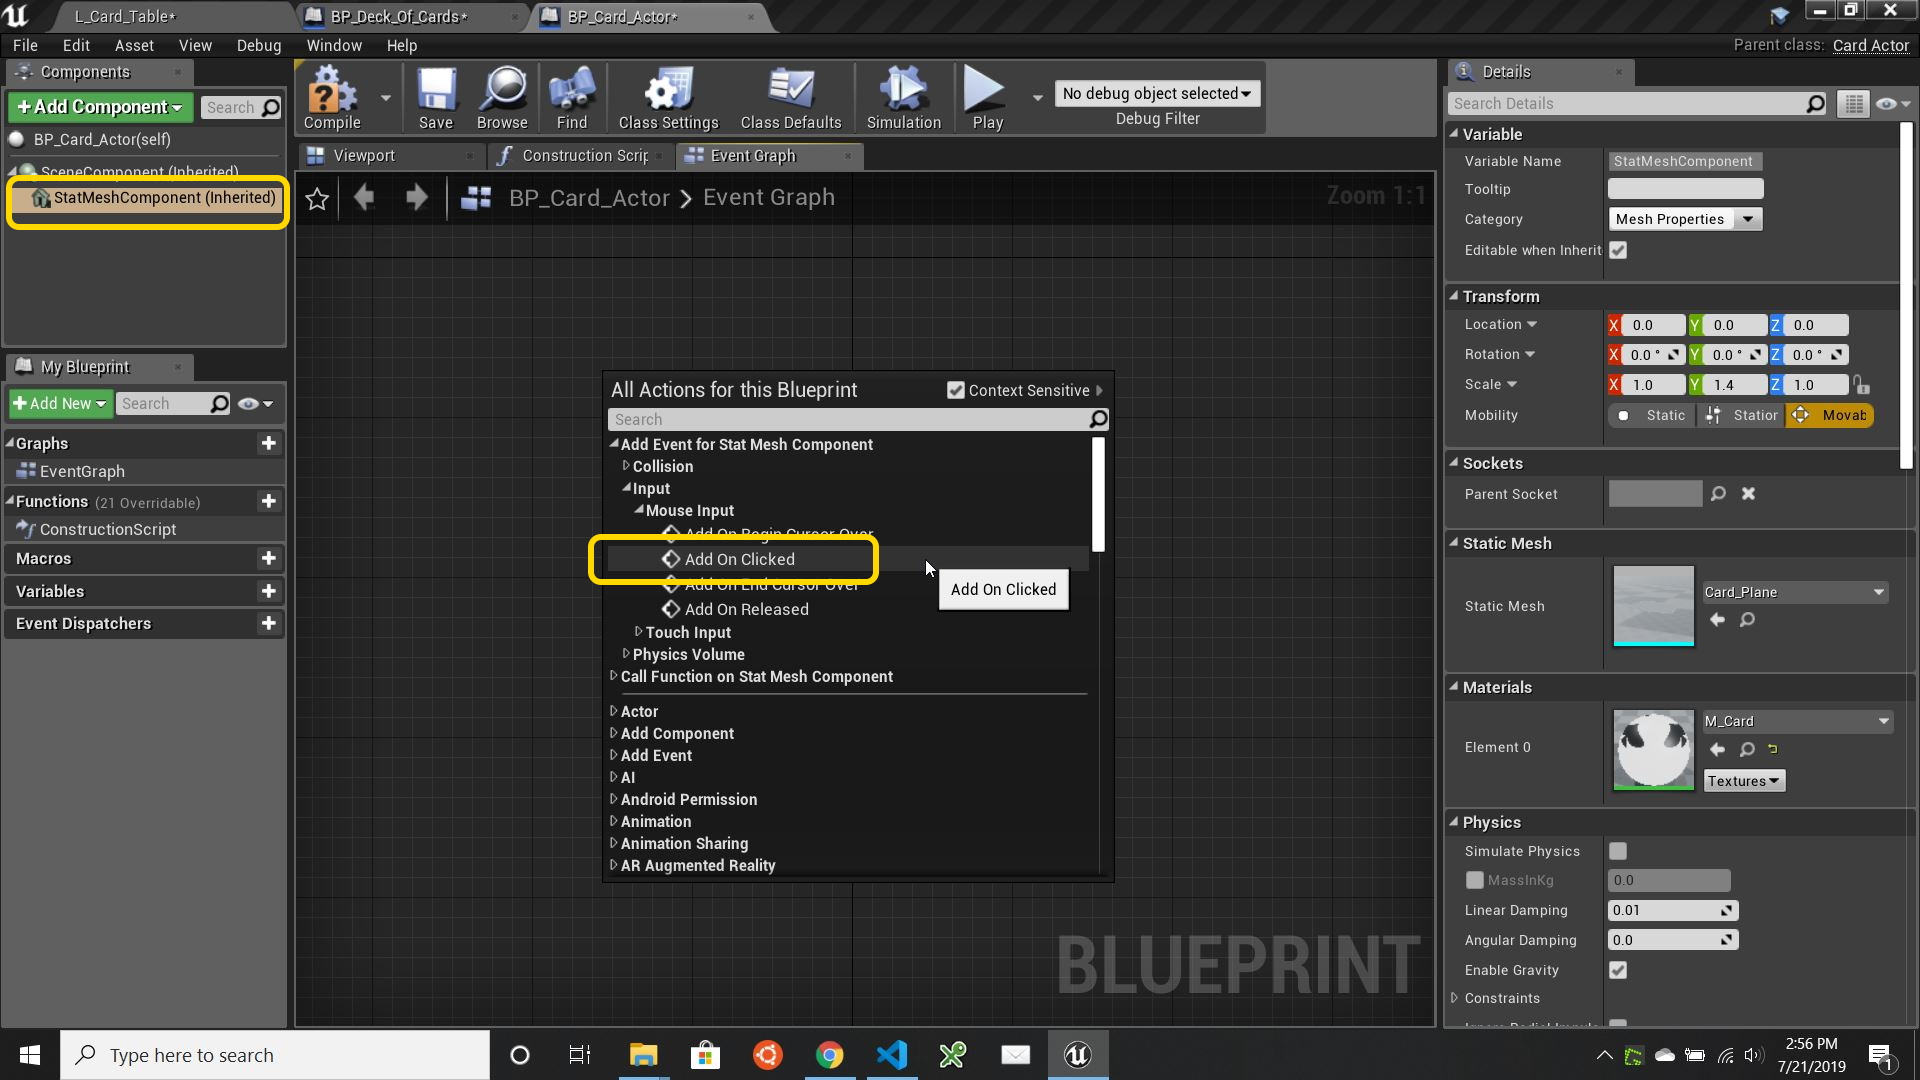 L_Card_Table*
BP_Deck_Of_Cards*
BP_Card_Actor*
File Edit Asset View Debug Window Help
Parent class: Card Actor
Components
+Add Component
Search
BP_Card_Actor(self)
SceneComponent (Inherited)
StatMeshComponent (Inherited)
My Blueprint
+Add New
Search
Graphs
EventGraph
Functions (21 Overridable)
ConstructionScript
Macros
Variables
Event Dispatchers
Compile
Save
Browse
Find
Class Settings
Class Defaults
Simulation
Play
No debug object selected
Debug Filter
Viewport
Construction Scrip
Event Graph
BP_Card_Actor > Event Graph
Zoom 1:1
All Actions for this Blueprint
Context Sensitive
Search
Add Event for Stat Mesh Component
Collision
Input
Mouse Input
Add On Begin Cursor Over
Add On Clicked
Add On End Cursor Over
Add On Released
Add On Clicked
Touch Input
Physics Volume
Call Function on Stat Mesh Component
Actor
Add Component
Add Event
AI
Android Permission
Animation
Animation Sharing
AR Augmented Reality
BLUEPRINT
Details
Search Details
Variable
Variable Name StatMeshComponent
Tooltip
Category Mesh Properties
Editable when Inherit
Transform
Location X 0.0 Y 0.0 Z 0.0
Rotation X 0.0 ° Y 0.0 ° Z 0.0 °
Scale X 1.0 Y 1.4 Z 1.0
Mobility Static Station Movab
Sockets
Parent Socket
Static Mesh
Static Mesh Card_Plane
Materials
Element 0 M_Card
Textures
Physics
Simulate Physics
MassInKg 0.0
Linear Damping 0.01
Angular Damping 0.0
Enable Gravity
Constraints
Type here to search
2:56 PM
7/21/2019
1